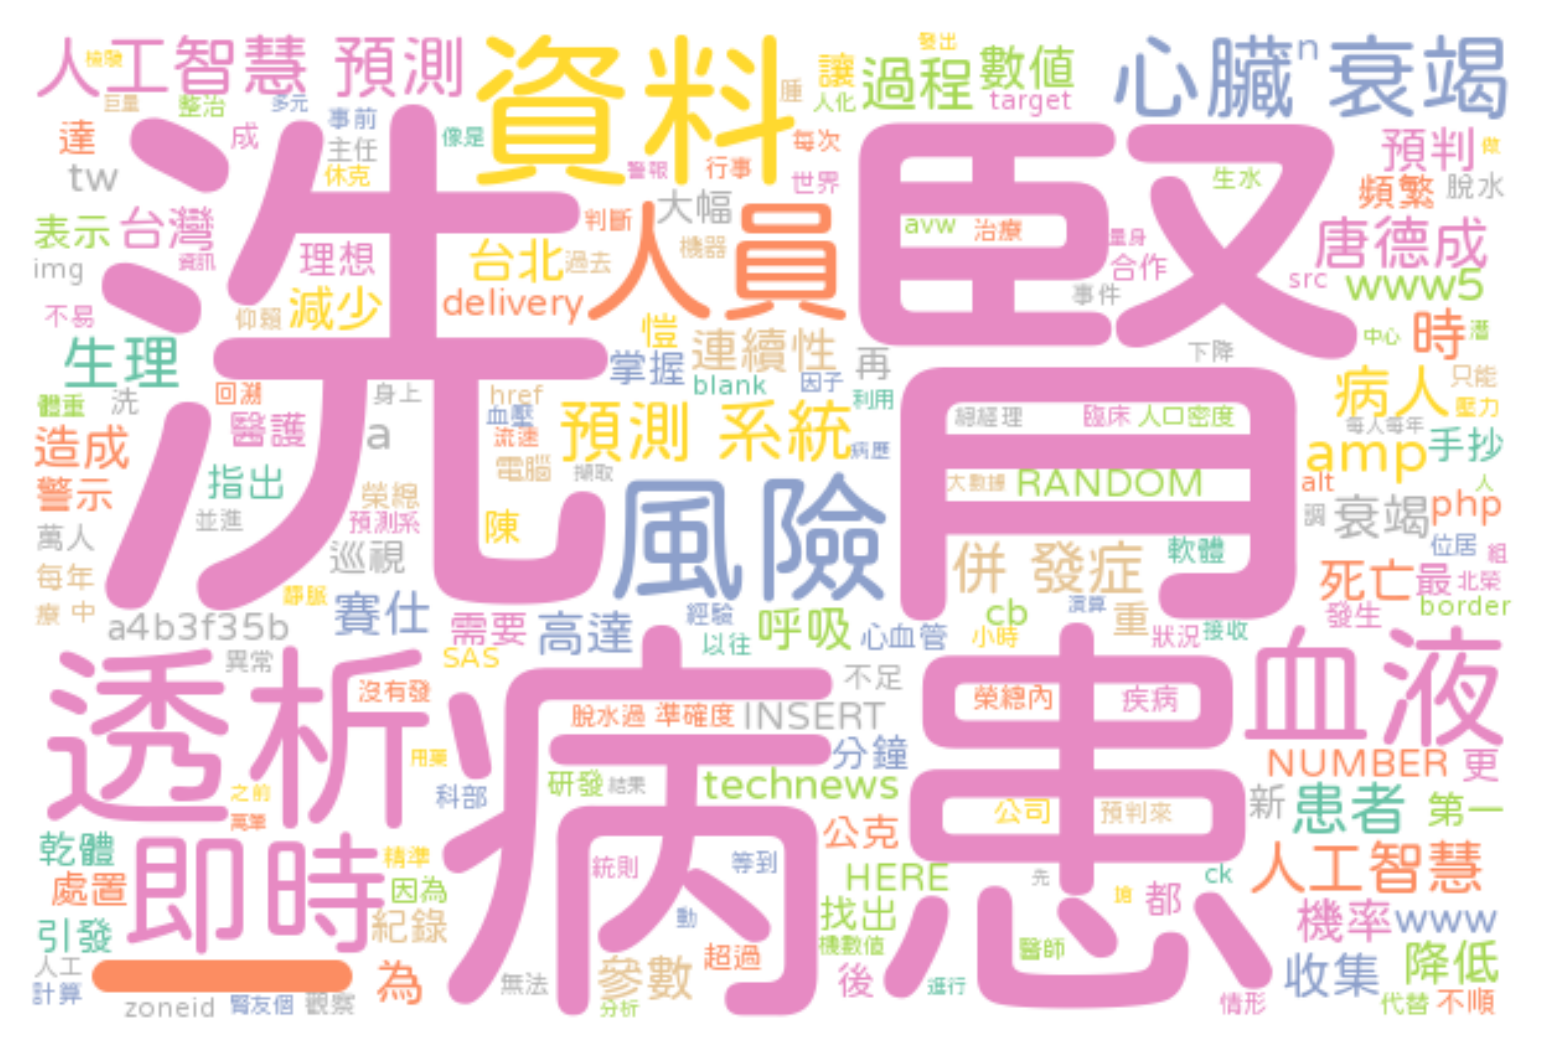 人工智慧 預測
檢驗
資料
發出
讓
過程
數值
心臟 衰竭
n
巨量
整治
多元
腫
人化
target
達
成
事前
主任
休克
像是
每次
預判
做
tw
洗腎
警報
行事
世界
生水
頻繁
脫水
表示
台灣
資訊
理想
判斷
大幅
人員
avw
治療
量身
合作
唐德成
img
台北
過去
機器
src
www5
不易
仰賴
減少
delivery
事件
時
潛
中心
生理
愷
連續性
掌握
再
下降
體重
洗
回溯
身上
href
blank
因子
利用
病人
只能
壓力
醫護
a
血壓
流速
預測 系統
病歷
總經理
臨床
人口密度
每人每年
造成
amp
手抄
警示
指出
電腦
擷取
大數據
RANDOM
alt
人
並進
榮總
預測系
陳
風險
調
衰竭
php
萬人
巡視
併 發症
軟體
位居
組
每年
靜脈
死亡
最
北榮
療
中
賽仕
經驗
cb
演算
重
border
a4b3f35b
需要
高達
以往
呼吸
心血管
小時
狀況
接收
發生
透析
異常
SAS
沒有發
不足
榮總內
疾病
血液
脫水過
準確度
INSERT
病患
分鐘
用藥
科部
研發
結果
technews
NUMBER
更
之前
萬筆
公司
預判來
新
患者
第一
乾體
即時
精準
公克
處置
因為
統則
等到
HERE
先
ck
人工智慧
引發
紀錄
動
找出
機數值
醫師
都
機率
www
人工
計算
一
為
無法
參數
超過
後
進行
收集
降低
zoneid
腎友個
觀察
分析
情形
代替
不順